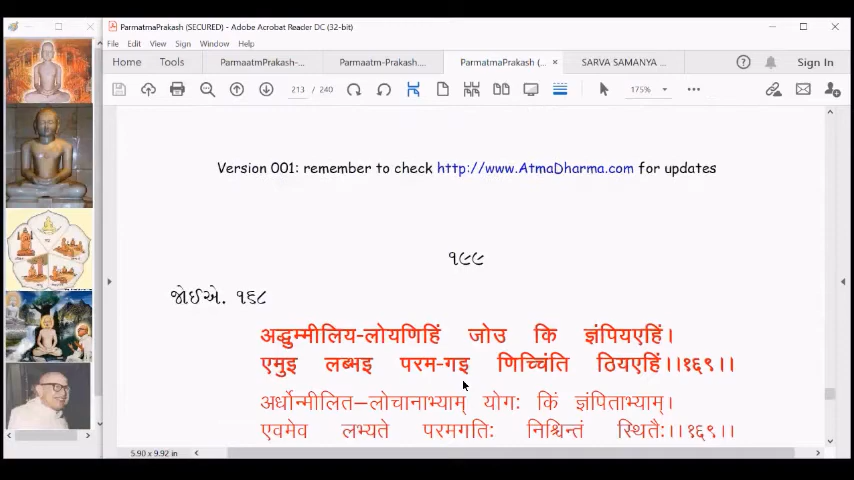 ParmatmaPrakash (SECURED) - Adobe Acrobat Reader DC (32-bit)
File Edit View Sign Window Help
Home Tools ParmaatmPrakash-... Parmaatm-Prakash.... ParmatmaPrakash (... × SARVA SAMANYA ... Sign In
213 / 240 175%
Version 001: remember to check http://www.AtmaDharma.com for updates
૧૯૯
જોઈએ. ૧૬૮
अद्धुम्मीलिय-लोयणिहिं जोउ कि झंपियएहिं।
एमुइ लब्भइ परम-गइ णिच्चिंति ठियएहिं।।१६९।।
अर्धोन्मीलित–लोचानाभ्याम् योगः किं झंपिताभ्याम्।
एवमेव लभ्यते परमगतिः निश्चिन्तं स्थितैः।।१६९।।
5.90 x 9.92 in